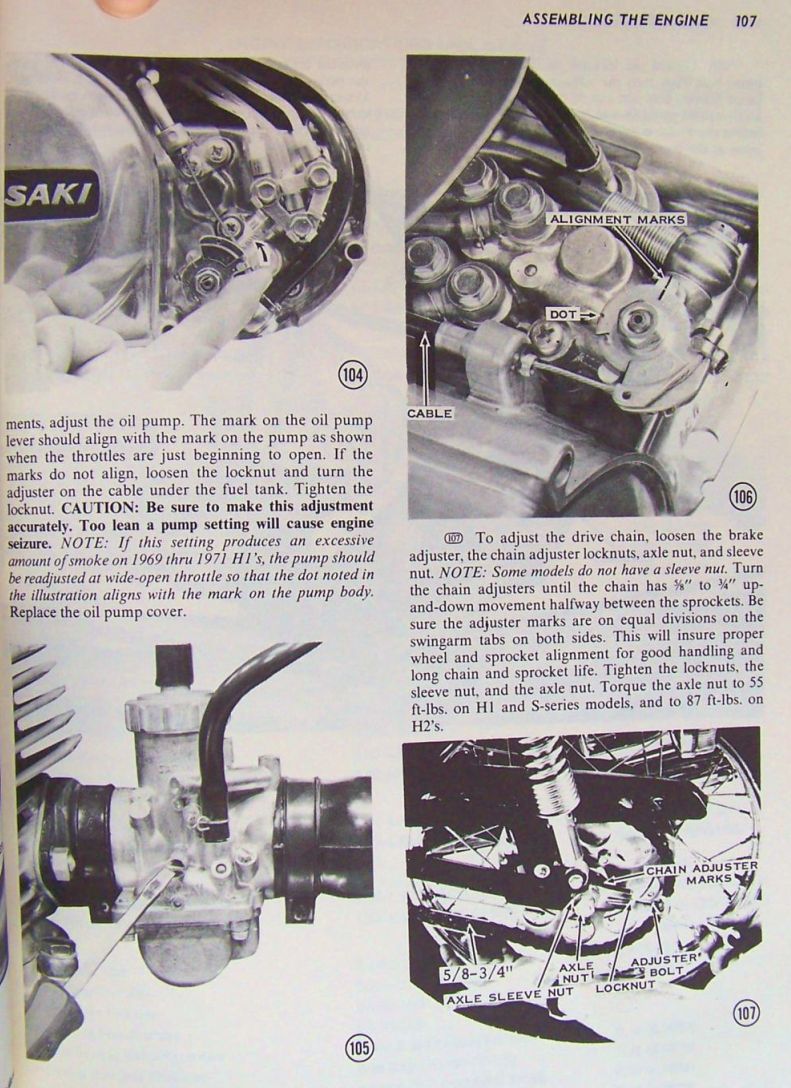 ASSEMBLING THE ENGINE 107
SAKI
104
ments, adjust the oil pump. The mark on the oil pump
lever should align with the mark on the pump as shown
when the throttles are just beginning to open. If the
marks do not align, loosen the locknut and turn the
adjuster on the cable under the fuel tank. Tighten the
locknut. CAUTION: Be sure to make this adjustment
accurately. Too lean a pump setting will cause engine
seizure. NOTE: If this setting produces an excessive
amount of smoke on 1969 thru 1971 H1's, the pump should
be readjusted at wide-open throttle so that the dot noted in
the illustration aligns with the mark on the pump body.
Replace the oil pump cover.
105
ALIGNMENT MARKS
DOT
CABLE
106
107 To adjust the drive chain, loosen the brake
adjuster, the chain adjuster locknuts, axle nut, and sleeve
nut. NOTE: Some models do not have a sleeve nut. Turn
the chain adjusters until the chain has ⅝" to ¾" up-
and-down movement halfway between the sprockets. Be
sure the adjuster marks are on equal divisions on the
swingarm tabs on both sides. This will insure proper
wheel and sprocket alignment for good handling and
long chain and sprocket life. Tighten the locknuts, the
sleeve nut, and the axle nut. Torque the axle nut to 55
ft-lbs. on H1 and S-series models, and to 87 ft-lbs. on
H2's.
CHAIN ADJUSTER
MARKS
5/8-3/4"
AXLE
NUT
ADJUSTER
BOLT
AXLE SLEEVE NUT
LOCKNUT
107